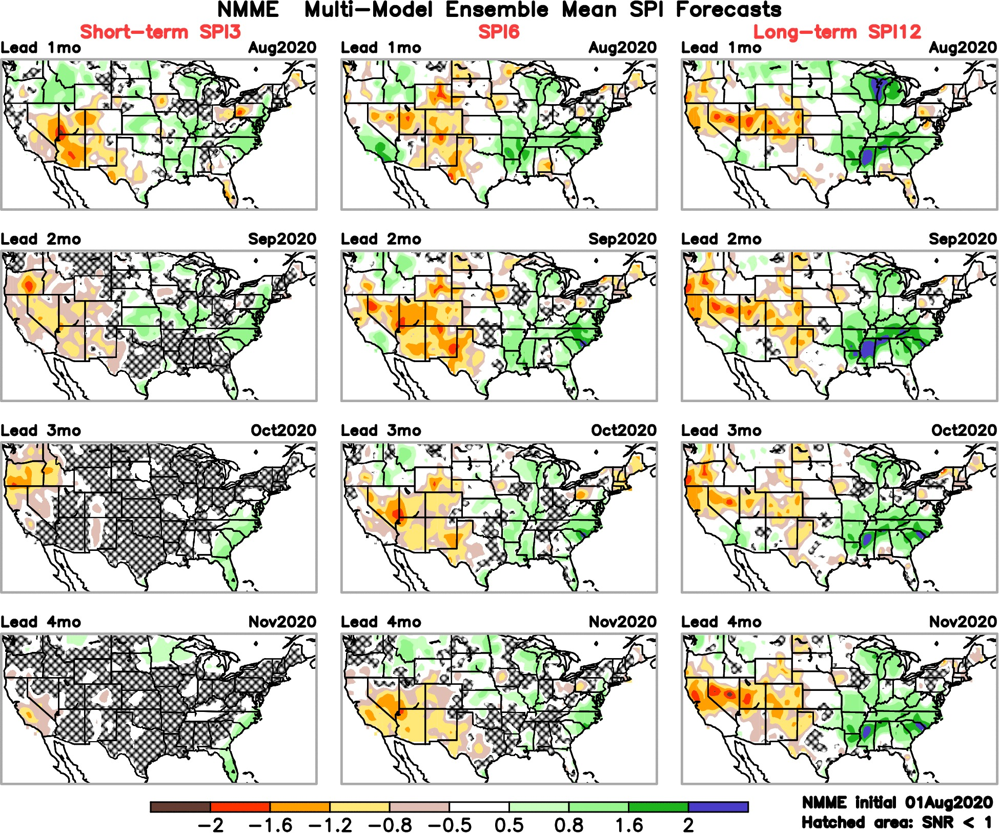 NMME Multi-Model Ensemble Mean SPI Forecasts
Short-term SPI3 SPI6 Long-term SPI12
Lead 1mo Aug2020 Lead 1mo Aug2020 Lead 1mo Aug2020
Lead 2mo Sep2020 Lead 2mo Sep2020 Lead 2mo Sep2020
Lead 3mo Oct2020 Lead 3mo Oct2020 Lead 3mo Oct2020
Lead 4mo Nov2020 Lead 4mo Nov2020 Lead 4mo Nov2020
-2 -1.6 -1.2 -0.8 -0.5 0.5 0.8 1.6 2
NMME initial 01Aug2020
Hatched area: SNR < 1